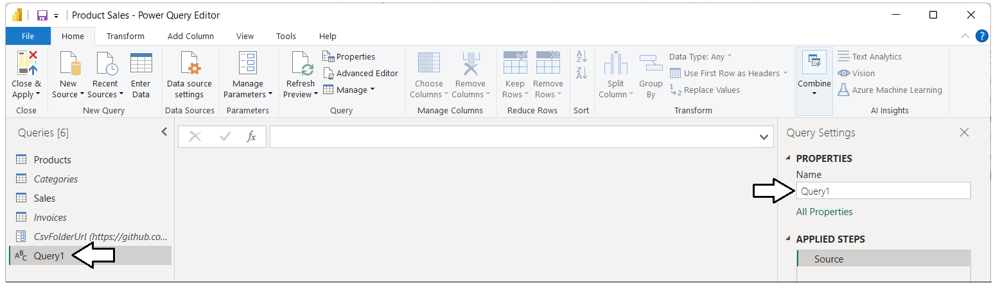 Product Sales - Power Query Editor
File Home Transform Add Column View Tools Help
Close & Apply
New Source
Recent Sources
Enter Data
Data source settings
Manage Parameters
Refresh Preview
Properties
Advanced Editor
Manage
Choose Columns
Remove Columns
Keep Rows
Remove Rows
A Z
Z A
Split Column
Group By
Data Type: Any
Use First Row as Headers
1 2 Replace Values
Combine
Text Analytics
Vision
Azure Machine Learning
?
Close New Query Data Sources Parameters Query Manage Columns Reduce Rows Sort Transform AI Insights
Queries [6]
Products
Categories
Sales
Invoices
CsvFolderUrl (https://github.co...
ABC Query1
fx
Query Settings
PROPERTIES
Name
Query1
All Properties
APPLIED STEPS
Source